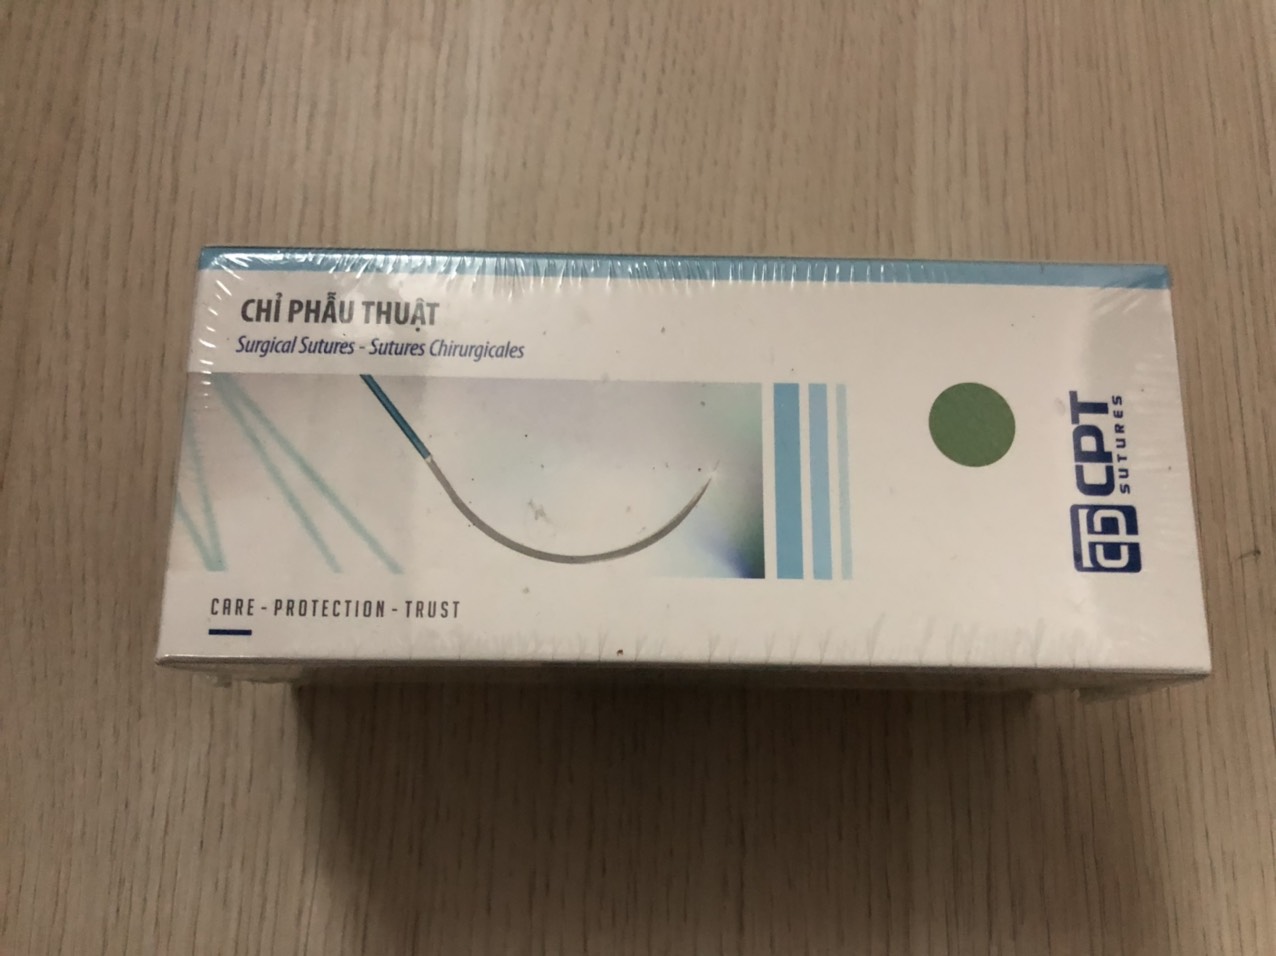 CHỈ PHẪU THUẬT
Surgical Sutures - Sutures Chirurgicales
CARE - PROTECTION - TRUST
CPT
SUTURES